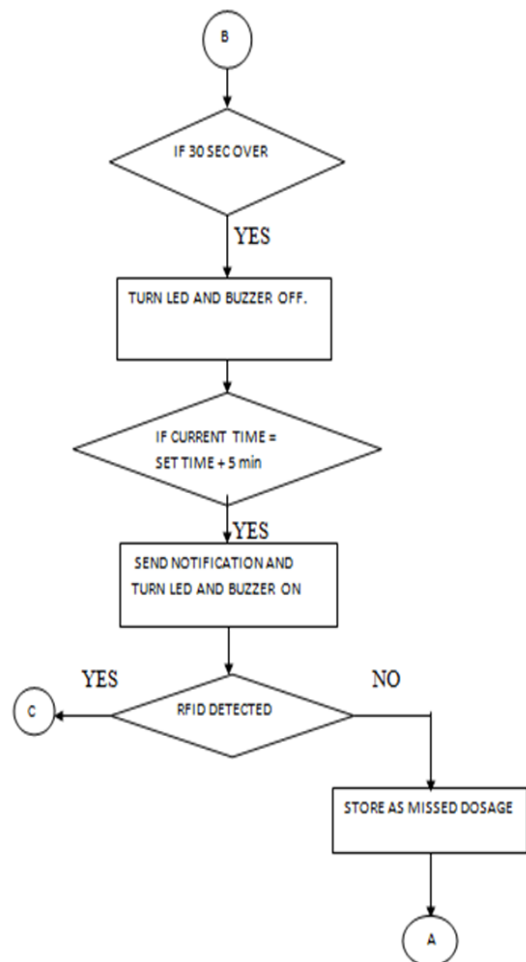 B
IF 30 SEC OVER
YES
TURN LED AND BUZZER OFF.
IF CURRENT TIME =
SET TIME + 5 min
YES
SEND NOTIFICATION AND
TURN LED AND BUZZER ON
YES
NO
C
RFID DETECTED
STORE AS MISSED DOSAGE
A